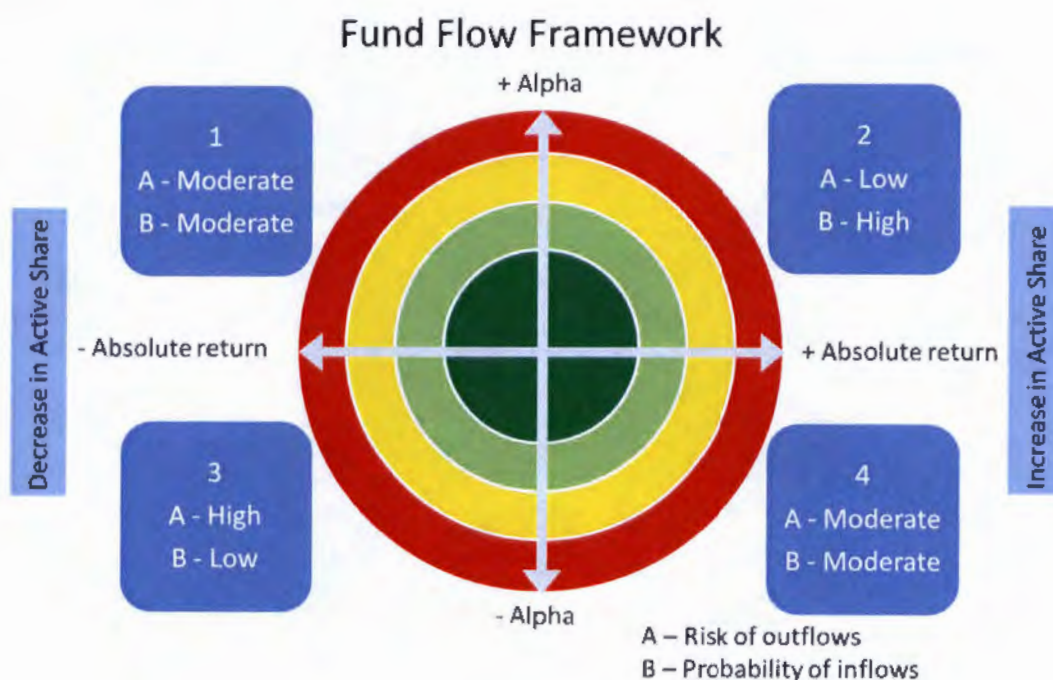 Fund Flow Framework
+ Alpha
1
A - Moderate
B - Moderate
2
A - Low
B - High
Decrease in Active Share
- Absolute return
+ Absolute return
Increase in Active Share
3
A - High
B - Low
4
A - Moderate
B - Moderate
- Alpha
A – Risk of outflows
B – Probability of inflows